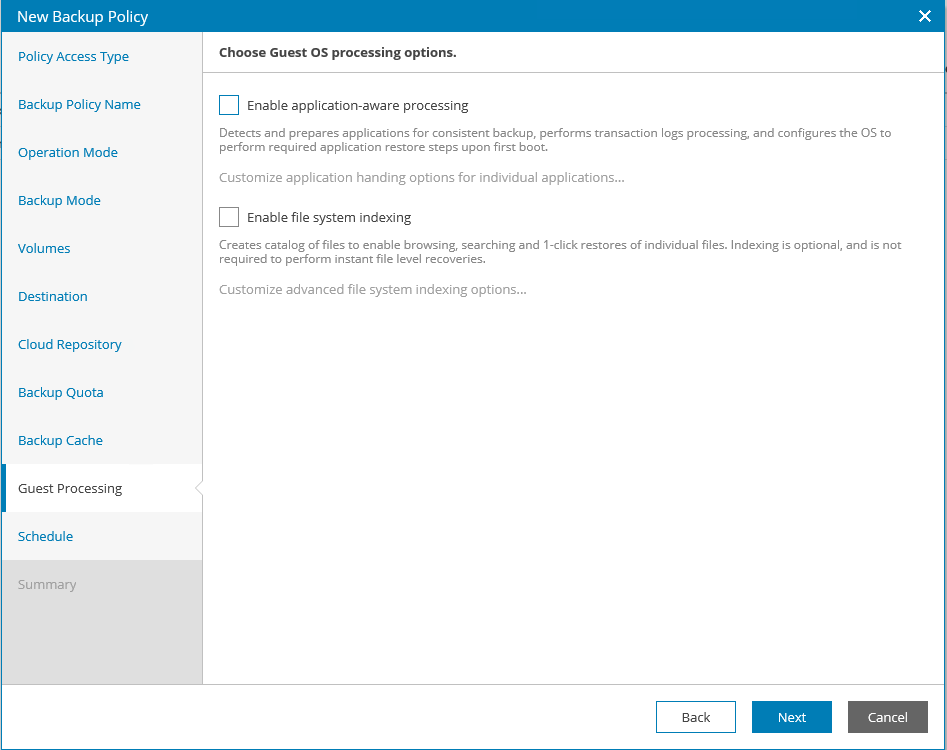 New Backup Policy
Policy Access Type
Backup Policy Name
Operation Mode
Backup Mode
Volumes
Destination
Cloud Repository
Backup Quota
Backup Cache
Guest Processing
Schedule
Summary
Choose Guest OS processing options.
Enable application-aware processing
Detects and prepares applications for consistent backup, performs transaction logs processing, and configures the OS to
perform required application restore steps upon first boot.
Customize application handing options for individual applications...
Enable file system indexing
Creates catalog of files to enable browsing, searching and 1-click restores of individual files. Indexing is optional, and is not
required to perform instant file level recoveries.
Customize advanced file system indexing options...
Back
Next
Cancel